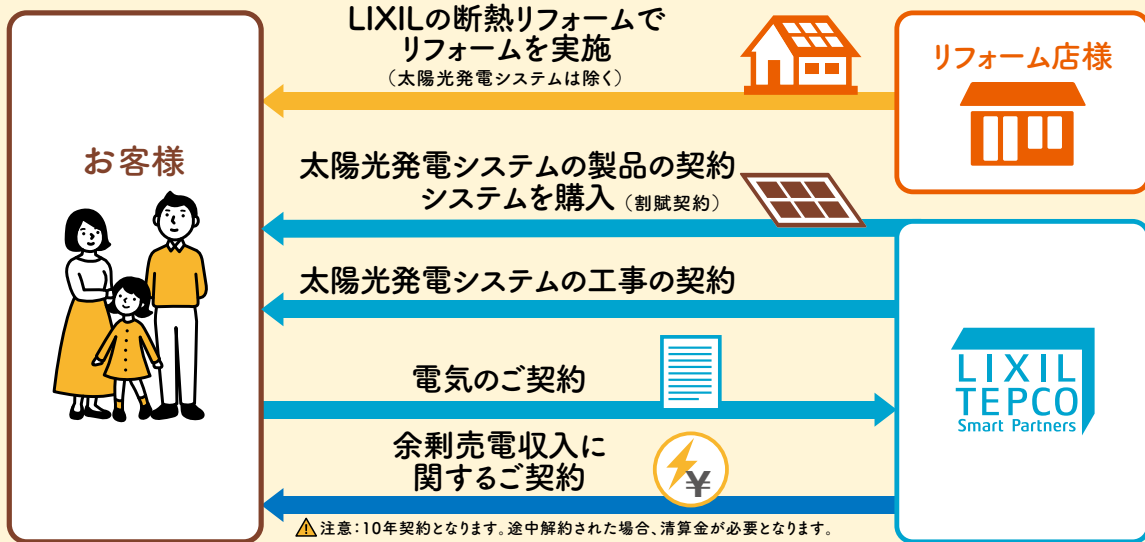 LIXILの断熱リフォームで
リフォームを実施
（太陽光発電システムは除く）
リフォーム店様
お客様
太陽光発電システムの製品の契約
システムを購入（割賦契約）
太陽光発電システムの工事の契約
電気のご契約
LIXIL
TEPCO
Smart Partners
余剰売電収入に
関するご契約
¥
注意：10年契約となります。途中解約された場合、清算金が必要となります。